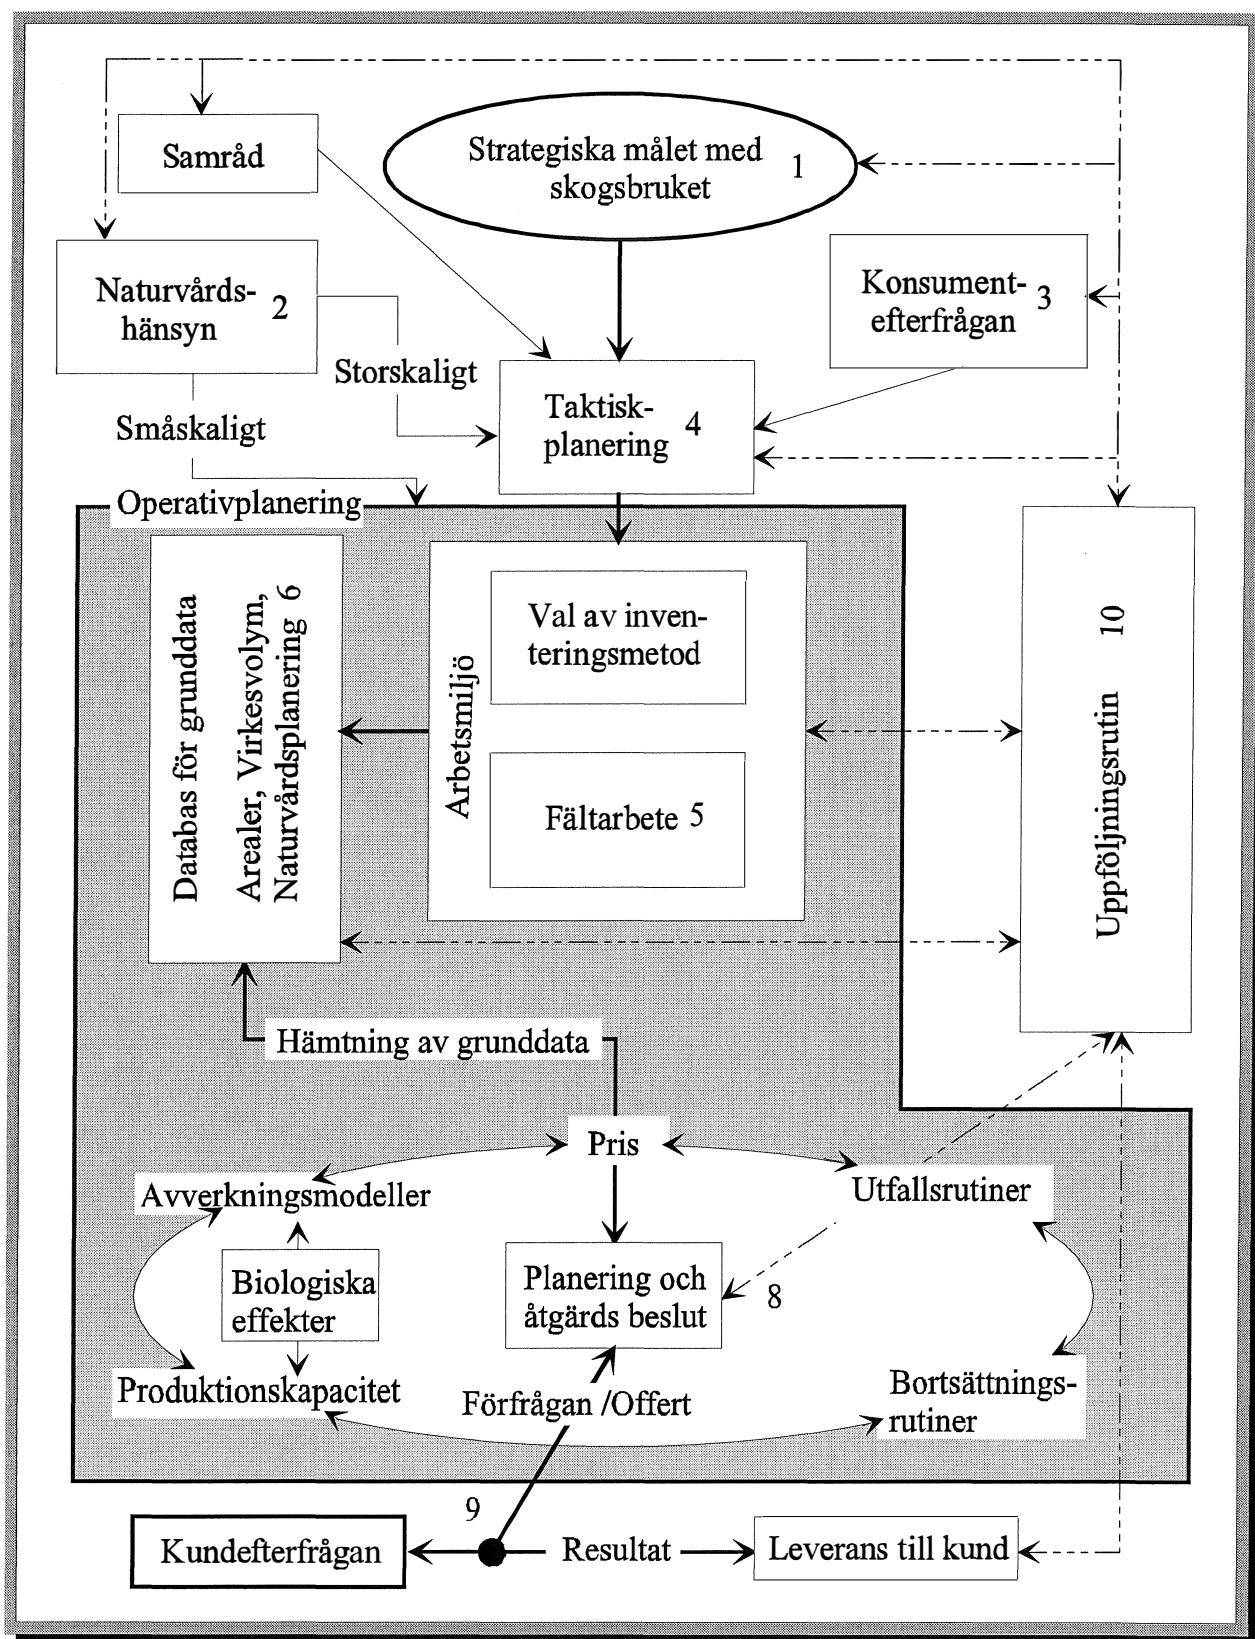 Samråd
Strategiska målet med
skogsbruket
1
Naturvårds-
hänsyn
2
Konsument-
efterfrågan
3
Storskaligt
Småskaligt
Taktisk-
planering
4
Operativplanering
Databas för grunddata
Arealer, Virkesvolym,
Naturvårdsplanering 6
Arbetsmiljö
Val av inven-
teringsmetod
Fältarbete 5
Uppföljningsrutin 10
Hämtning av grunddata
Pris
Avverkningsmodeller
Utfallsrutiner
Biologiska
effekter
Planering och
åtgärds beslut
8
Produktionskapacitet
Förfrågan /Offert
Bortsättnings-
rutiner
9
Kundefterfrågan
Resultat
Leverans till kund